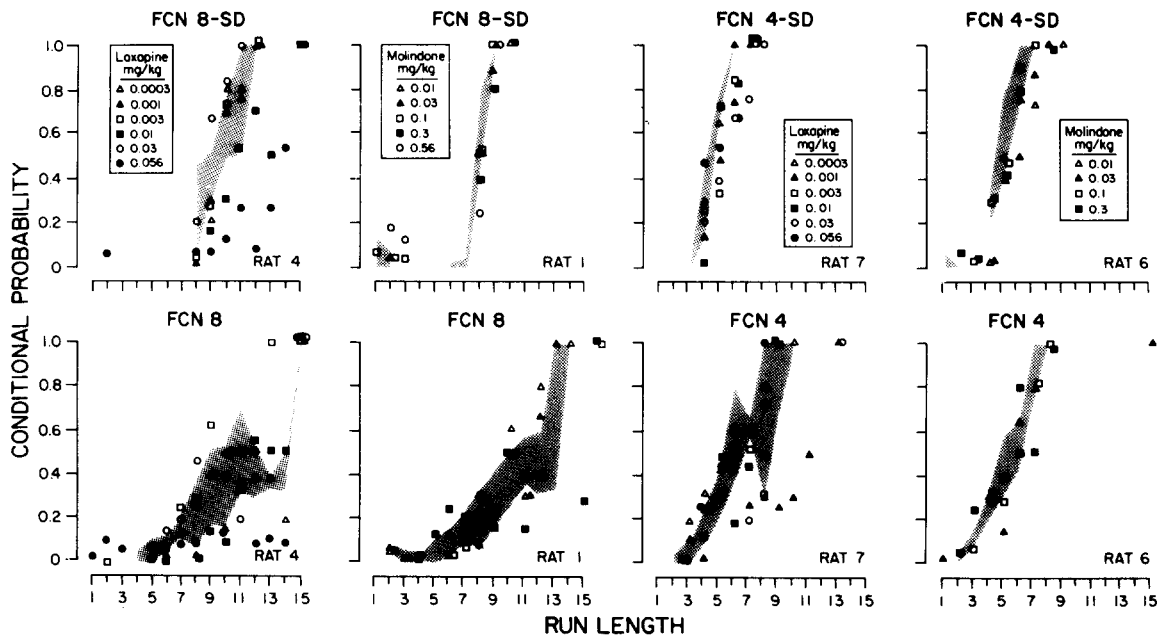 FCN 8-SD
FCN 8-SD
FCN 4-SD
FCN 4-SD
CONDITIONAL PROBABILITY
1.0
0.8
0.6
0.4
0.2
0
Loxapine
mg/kg
0.0003
0.001
0.003
0.01
0.03
0.056
RAT 4
Molindone
mg/kg
0.01
0.03
0.1
0.3
0.56
RAT 1
Loxapine
mg/kg
0.0003
0.001
0.003
0.01
0.03
0.056
RAT 7
Molindone
mg/kg
0.01
0.03
0.1
0.3
RAT 6
FCN 8
FCN 8
FCN 4
FCN 4
1.0
0.8
0.6
0.4
0.2
0
RAT 4
RAT 1
RAT 7
RAT 6
1 3 5 7 9 11 13 15
1 3 5 7 9 11 13 15
1 3 5 7 9 11 13 15
1 3 5 7 9 11 13 15
RUN LENGTH